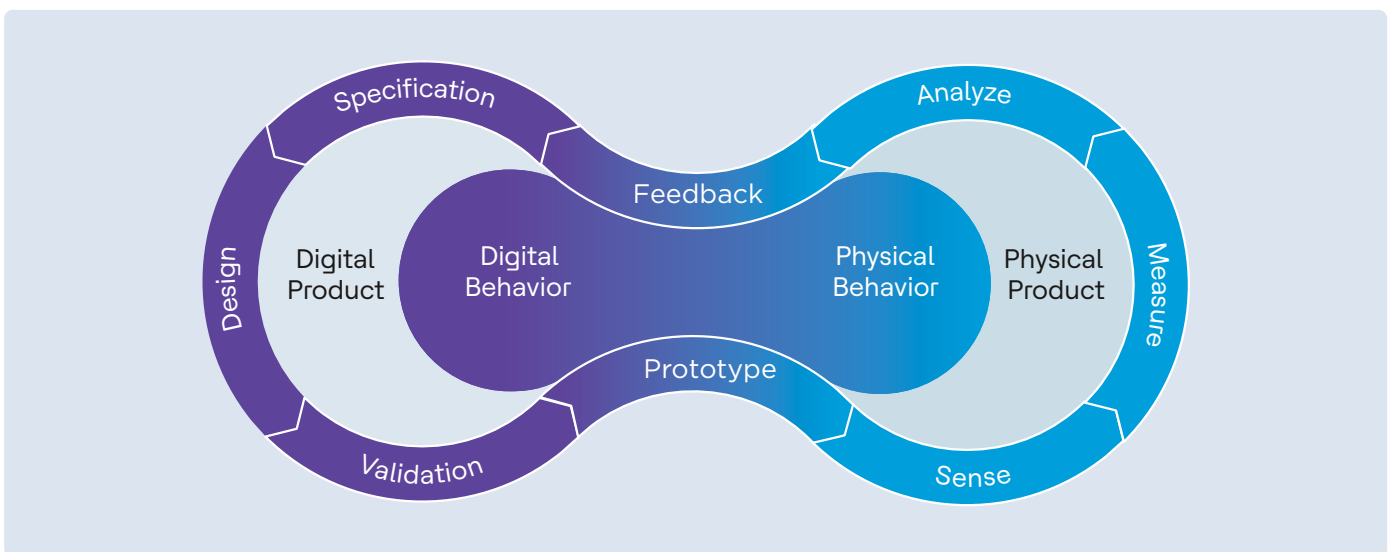 Specification
Analyze
Feedback
Design
Digital
Product
Digital
Behavior
Physical
Behavior
Physical
Product
Measure
Prototype
Validation
Sense